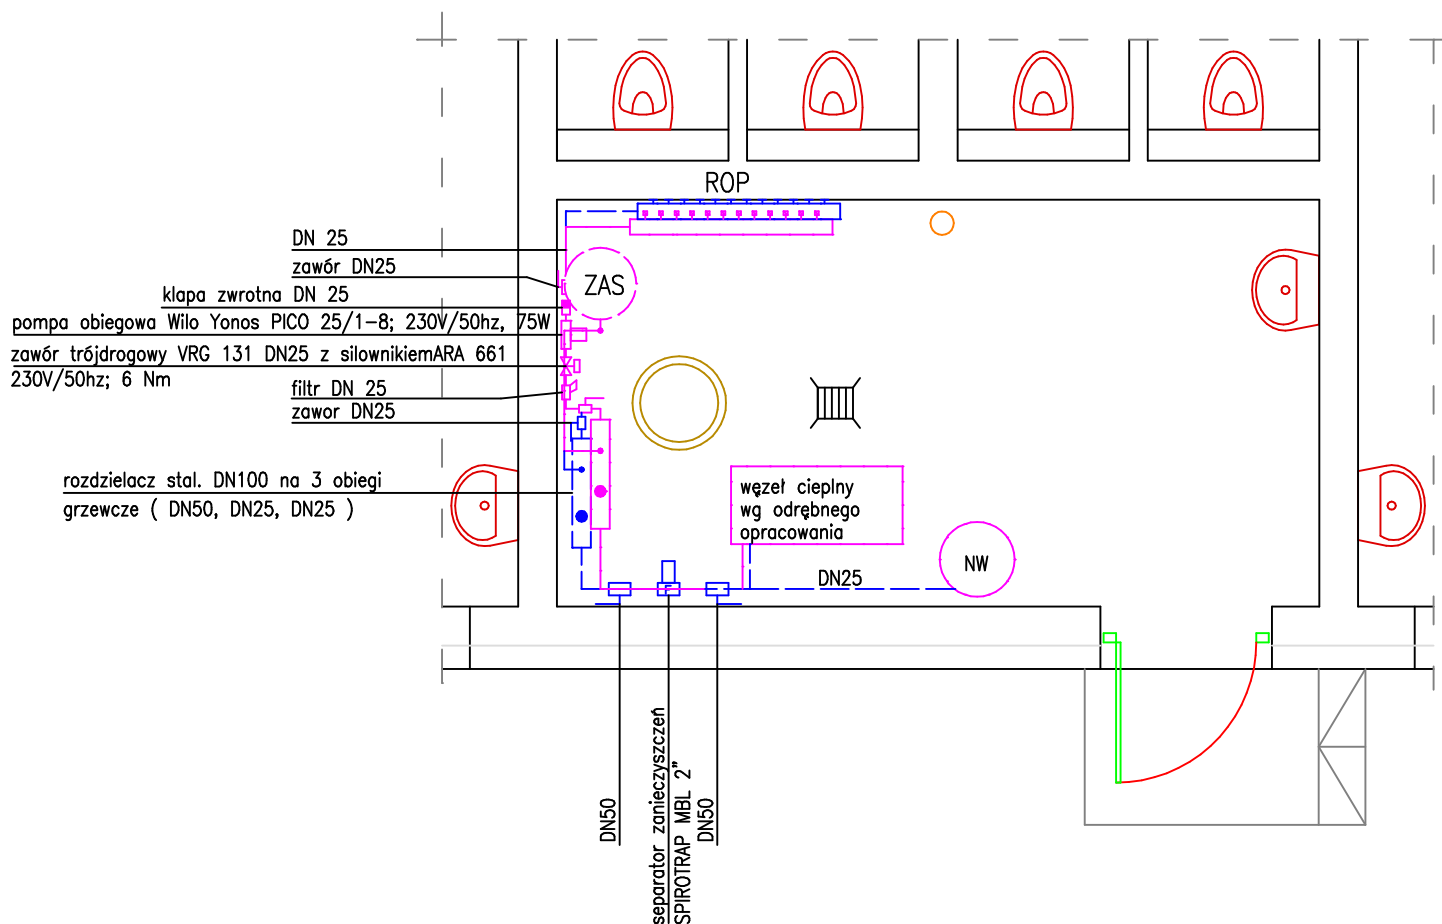 ROP
DN 25
zawór DN25
ZAS
klapa zwrotna DN 25
pompa obiegowa Wilo Yonos PICO 25/1-8; 230V/50hz, 75W
zawór trójdrogowy VRG 131 DN25 z silownikiemARA 661
230V/50hz; 6 Nm
filtr DN 25
zawor DN25
rozdzielacz stal. DN100 na 3 obiegi
grzewcze ( DN50, DN25, DN25 )
węzeł cieplny
wg odrębnego
opracowania
NW
DN25
DN50
separator zanieczyszczeń
SPIROTRAP MBL 2"
DN50